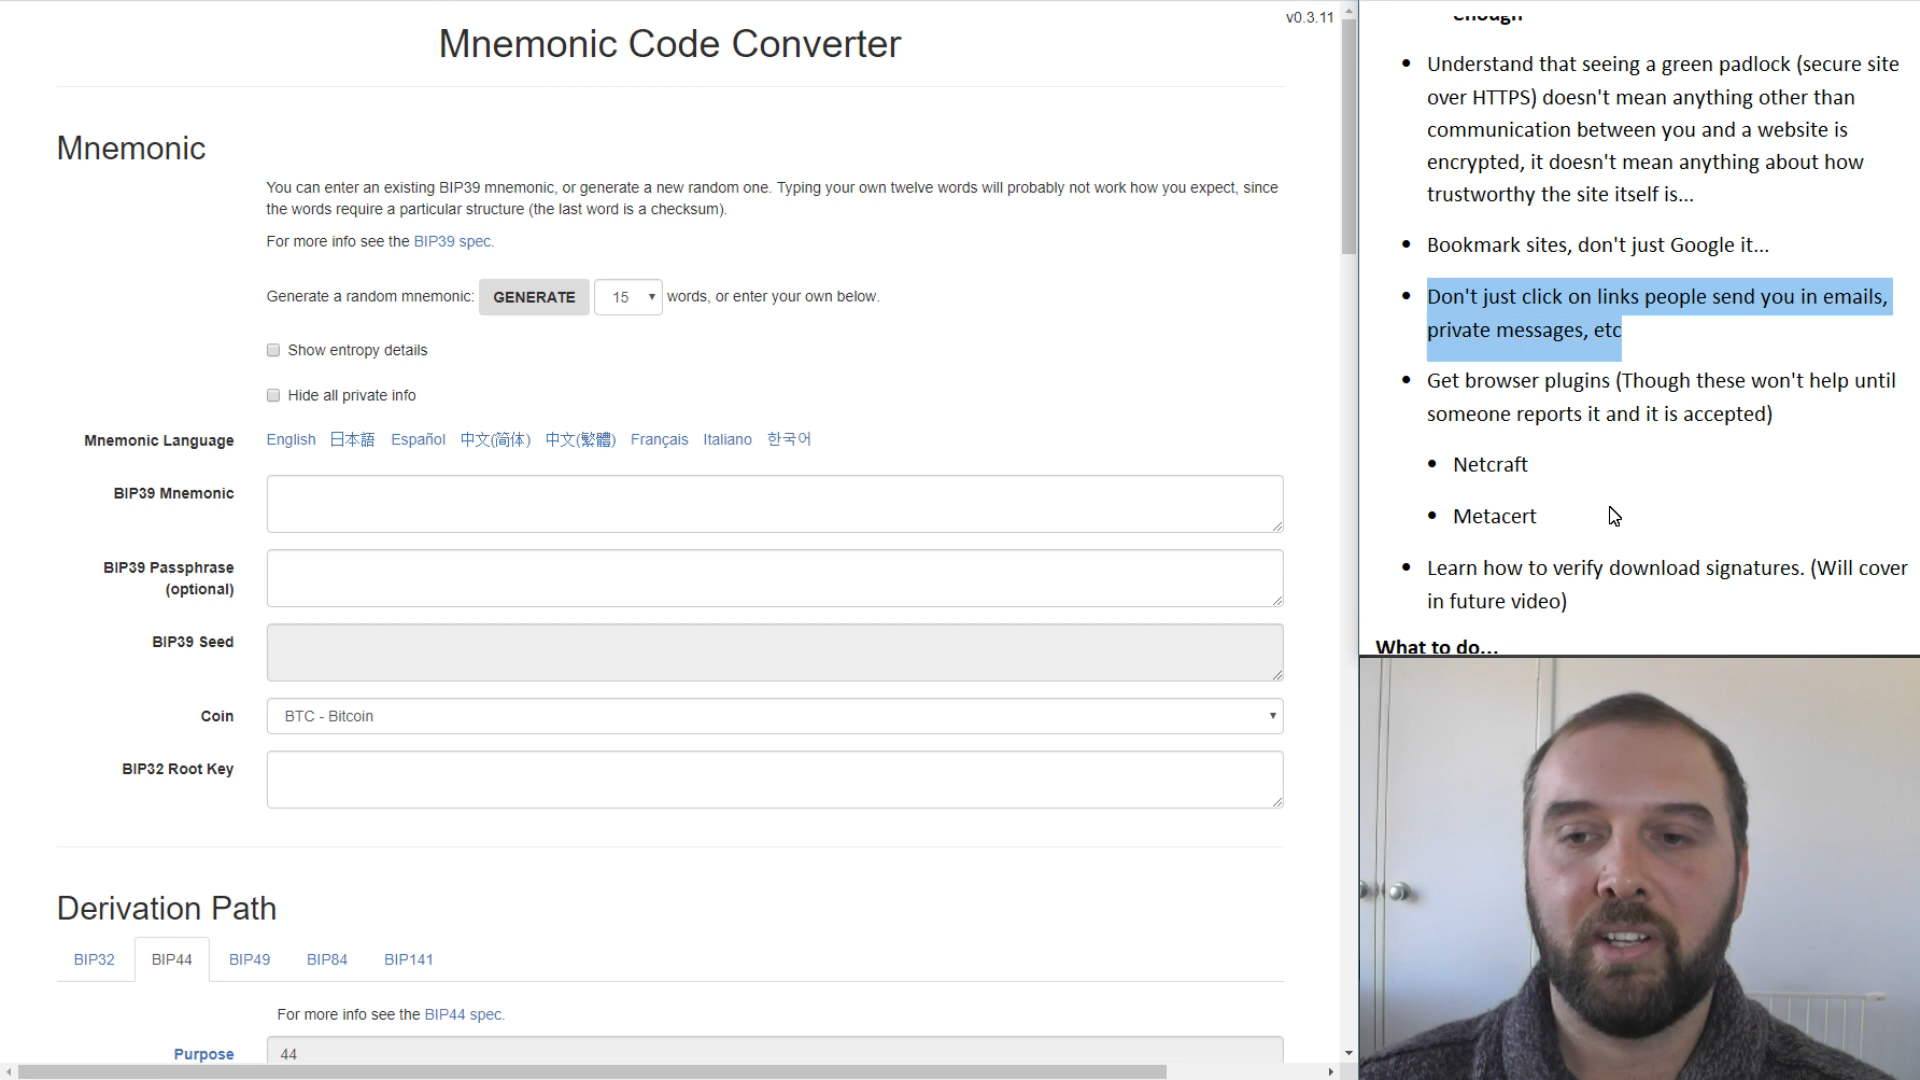 v0.3.11
Mnemonic Code Converter
Mnemonic
You can enter an existing BIP39 mnemonic, or generate a new random one. Typing your own twelve words will probably not work how you expect, since
the words require a particular structure (the last word is a checksum).
For more info see the BIP39 spec.
Generate a random mnemonic: GENERATE 15 words, or enter your own below.
Show entropy details
Hide all private info
Mnemonic Language English 日本語 Español 中文(简体) 中文(繁體) Français Italiano 한국어
BIP39 Mnemonic
BIP39 Passphrase
(optional)
BIP39 Seed
Coin BTC - Bitcoin
BIP32 Root Key
Derivation Path
BIP32 BIP44 BIP49 BIP84 BIP141
For more info see the BIP44 spec.
Purpose 44
enough
• Understand that seeing a green padlock (secure site
over HTTPS) doesn't mean anything other than
communication between you and a website is
encrypted, it doesn't mean anything about how
trustworthy the site itself is...
• Bookmark sites, don't just Google it...
• Don't just click on links people send you in emails,
private messages, etc
• Get browser plugins (Though these won't help until
someone reports it and it is accepted)
• Netcraft
• Metacert
• Learn how to verify download signatures. (Will cover
in future video)
What to do...